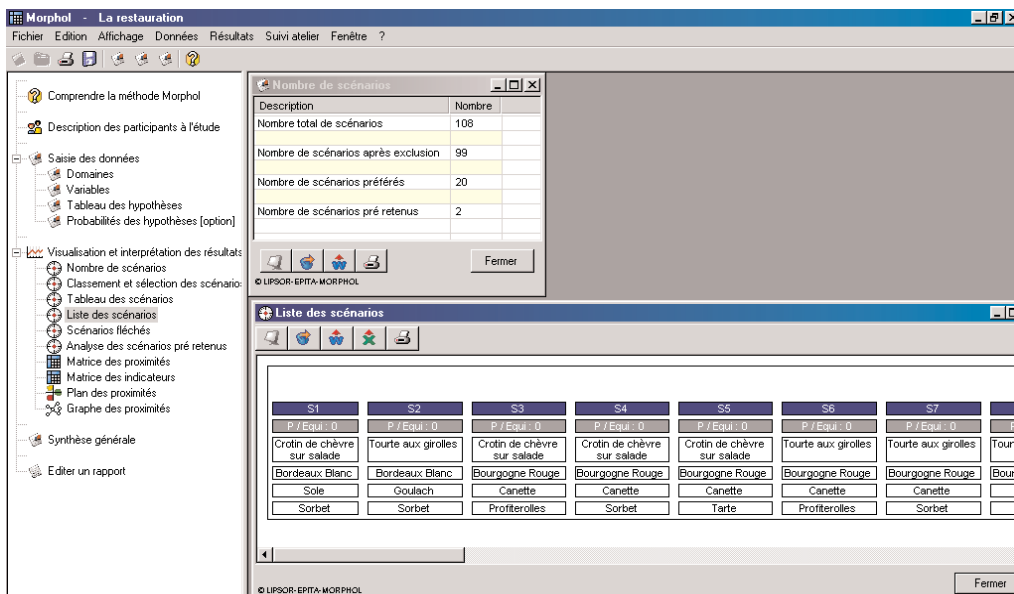 Morphol - La restauration
Fichier Edition Affichage Données Résultats Suivi atelier Fenêtre ?
Comprendre la méthode Morphol
Description des participants à l'étude
Saisie des données
Domaines
Variables
Tableau des hypothèses
Probabilités des hypothèses [option]
Visualisation et interprétation des résultats
Nombre de scénarios
Classement et sélection des scénario
Tableau des scénarios
Liste des scénarios
Scénarios fléchés
Analyse des scénarios pré retenus
Matrice des proximités
Matrice des indicateurs
Plan des proximités
Graphe des proximités
Synthèse générale
Editer un rapport
Nombre de scénarios
Description Nombre
Nombre total de scénarios 108
Nombre de scénarios après exclusion 99
Nombre de scénarios préférés 20
Nombre de scénarios pré retenus 2
Fermer
© LIPSOR-EPITA-MORPHOL
Liste des scénarios
S1 S2 S3 S4 S5 S6 S7
P / Equi : 0 P / Equi : 0 P / Equi : 0 P / Equi : 0 P / Equi : 0 P / Equi : 0 P / Equi : 0 P
Crotin de chèvre Tourte aux girolles Crotin de chèvre Crotin de chèvre Crotin de chèvre Tourte aux girolles Tourte aux girolles Tour
sur salade sur salade sur salade sur salade
Bordeaux Blanc Bordeaux Blanc Bourgogne Rouge Bourgogne Rouge Bourgogne Rouge Bourgogne Rouge Bourgogne Rouge Bour
Sole Goulach Canette Canette Canette Canette Canette
Sorbet Sorbet Profiterolles Sorbet Tarte Profiterolles Sorbet
Fermer
© LIPSOR-EPITA-MORPHOL